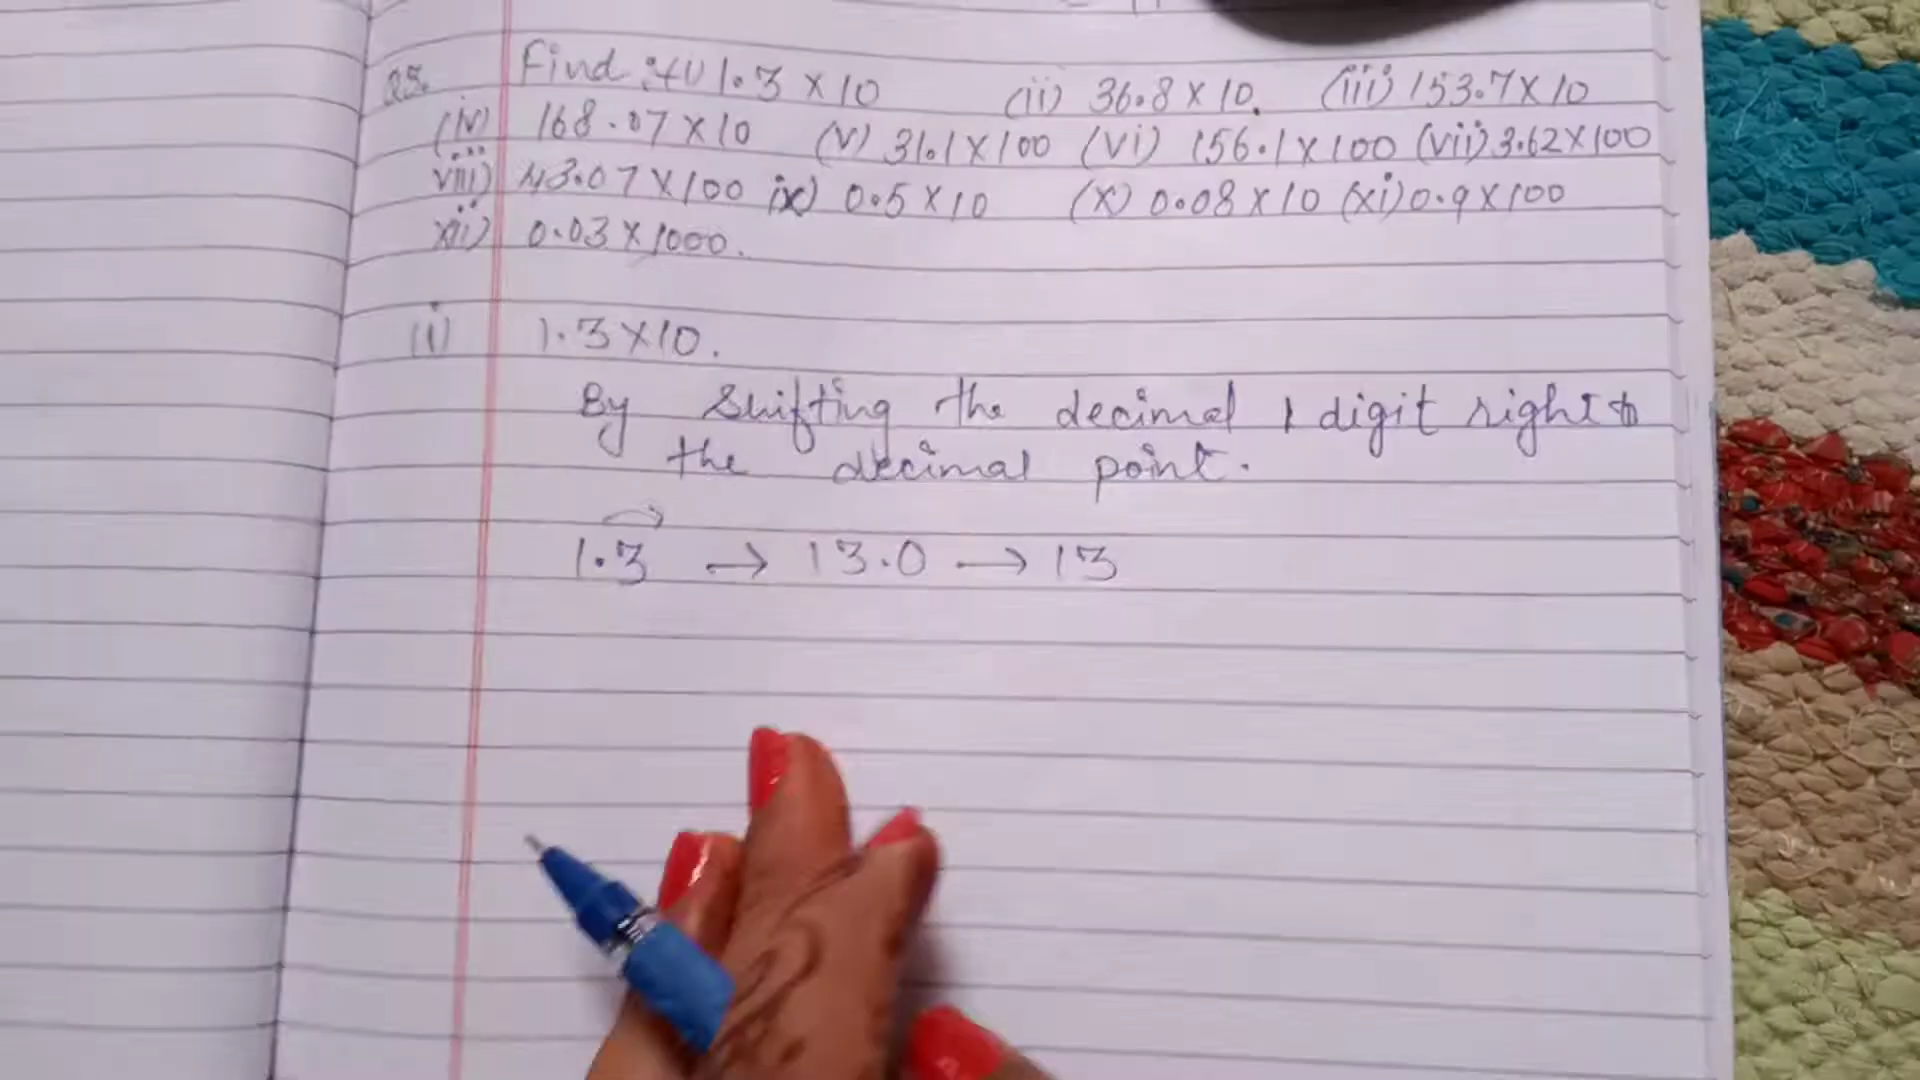 Q5. Find :- (i) 1.3 × 10 (ii) 36.8 × 10. (iii) 153.7 × 10
(iv) 168.07 × 10 (v) 31.1 × 100 (vi) 156.1 × 100 (vii) 3.62 × 100
viii) 43.07 × 100 ix) 0.5 × 10 (x) 0.08 × 10 (xi) 0.9 × 100
xii) 0.03 × 1000.
(i) 1.3 × 10.
By shifting the decimal 1 digit right to
the decimal point.
1.3 → 13.0 → 13